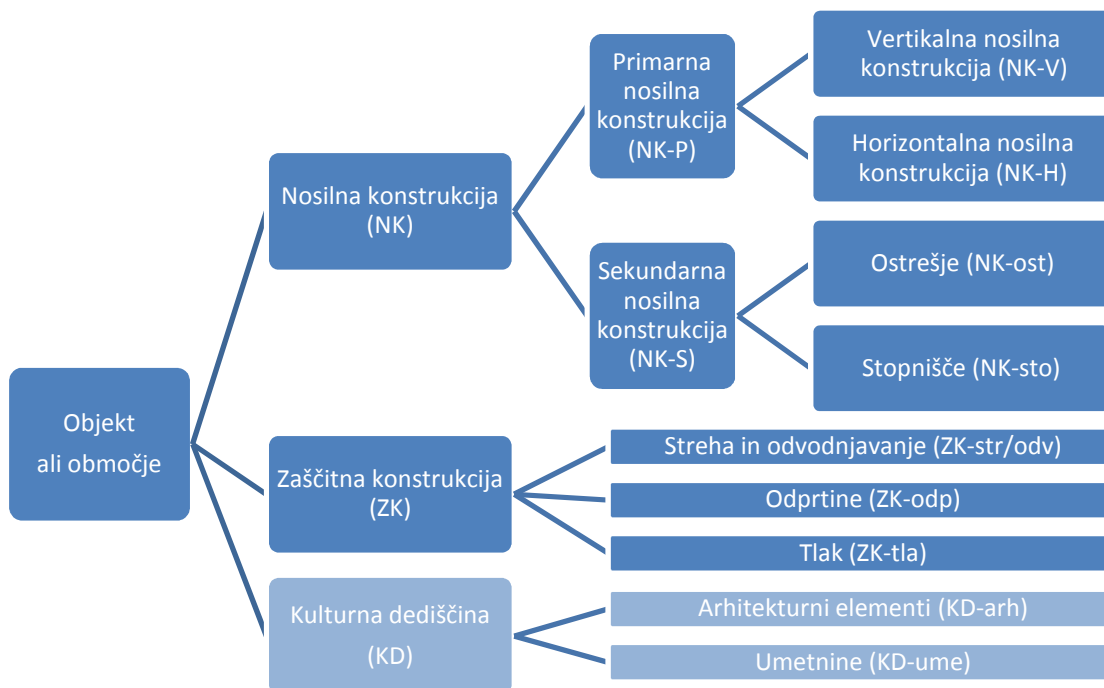 Objekt
ali območje
Nosilna konstrukcija
(NK)
Primarna
nosilna
konstrukcija
(NK-P)
Vertikalna nosilna
konstrukcija (NK-V)
Horizontalna nosilna
konstrukcija (NK-H)
Sekundarna
nosilna
konstrukcija
(NK-S)
Ostrešje (NK-ost)
Stopnišče (NK-sto)
Zaščitna konstrukcija
(ZK)
Streha in odvodnjavanje (ZK-str/odv)
Odprtine (ZK-odp)
Tlak (ZK-tla)
Kulturna dediščina
(KD)
Arhitekturni elementi (KD-arh)
Umetnine (KD-ume)